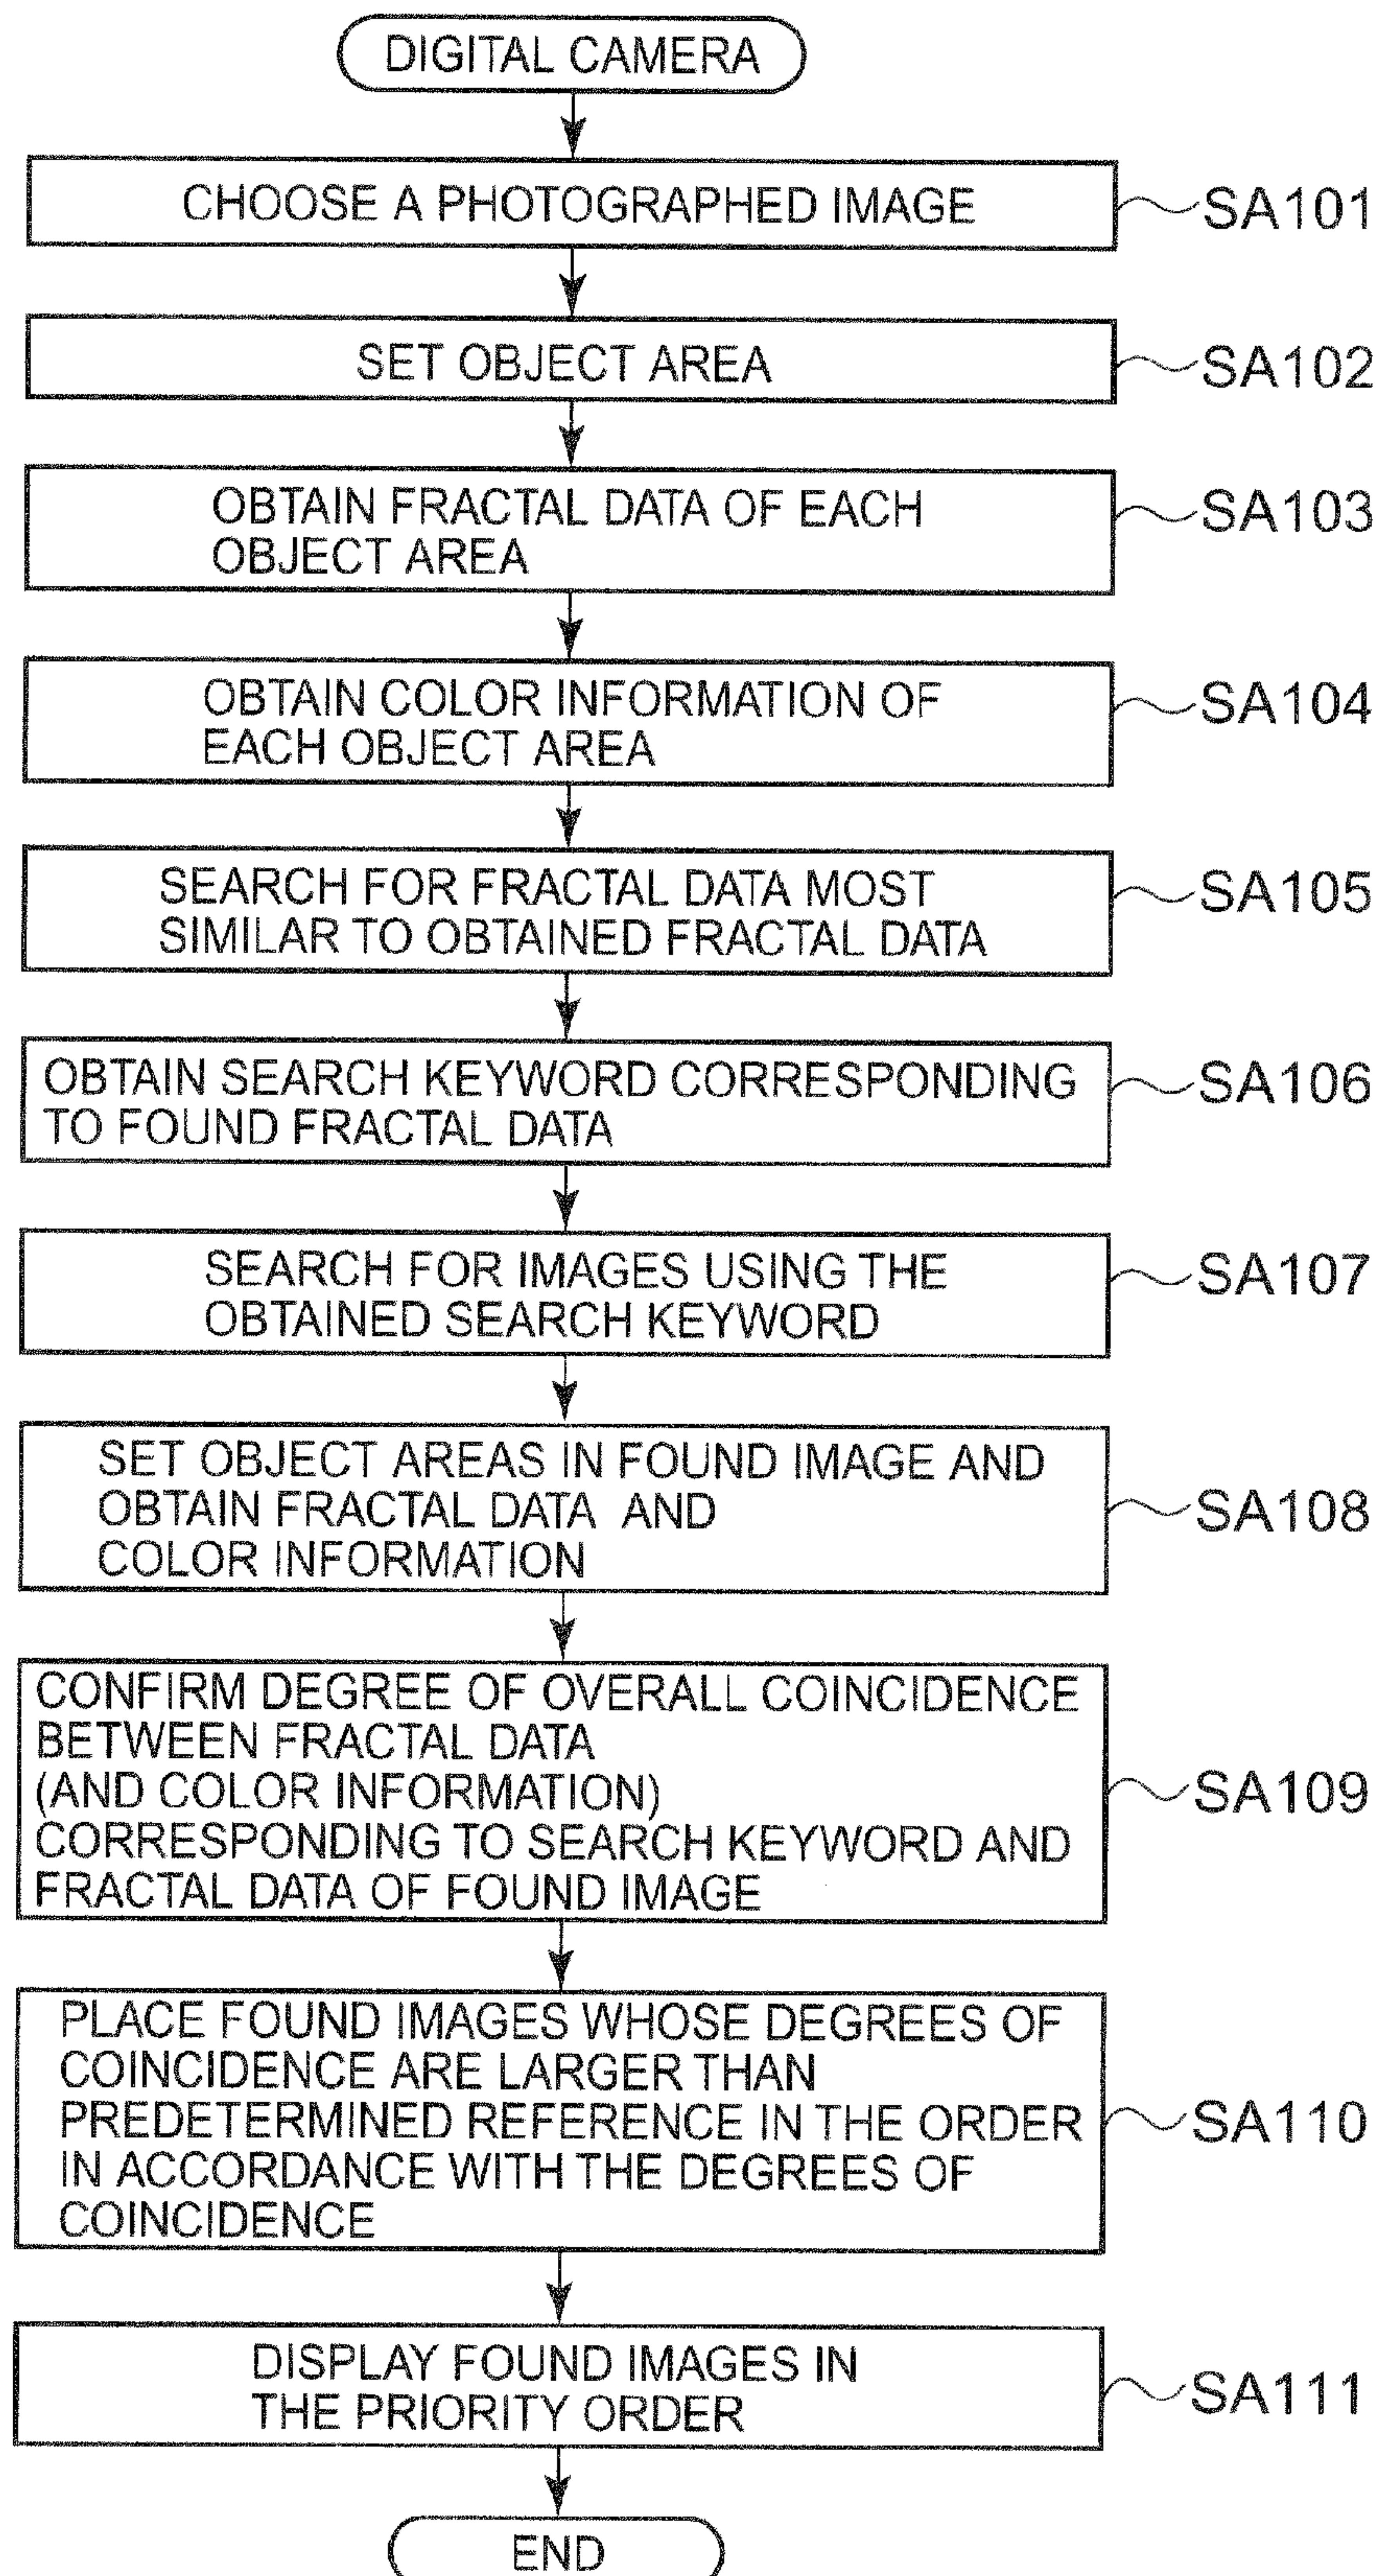 DIGITAL CAMERA
CHOOSE A PHOTOGRAPHED IMAGE
SA101
SET OBJECT AREA
SA102
OBTAIN FRACTAL DATA OF EACH
OBJECT AREA
SA103
OBTAIN COLOR INFORMATION OF
EACH OBJECT AREA
SA104
SEARCH FOR FRACTAL DATA MOST
SIMILAR TO OBTAINED FRACTAL DATA
SA105
OBTAIN SEARCH KEYWORD CORRESPONDING
TO FOUND FRACTAL DATA
SA106
SEARCH FOR IMAGES USING THE
OBTAINED SEARCH KEYWORD
SA107
SET OBJECT AREAS IN FOUND IMAGE AND
OBTAIN FRACTAL DATA AND
COLOR INFORMATION
SA108
CONFIRM DEGREE OF OVERALL COINCIDENCE
BETWEEN FRACTAL DATA
(AND COLOR INFORMATION)
CORRESPONDING TO SEARCH KEYWORD AND
FRACTAL DATA OF FOUND IMAGE
SA109
PLACE FOUND IMAGES WHOSE DEGREES OF
COINCIDENCE ARE LARGER THAN
PREDETERMINED REFERENCE IN THE ORDER
IN ACCORDANCE WITH THE DEGREES OF
COINCIDENCE
SA110
DISPLAY FOUND IMAGES IN
THE PRIORITY ORDER
SA111
END